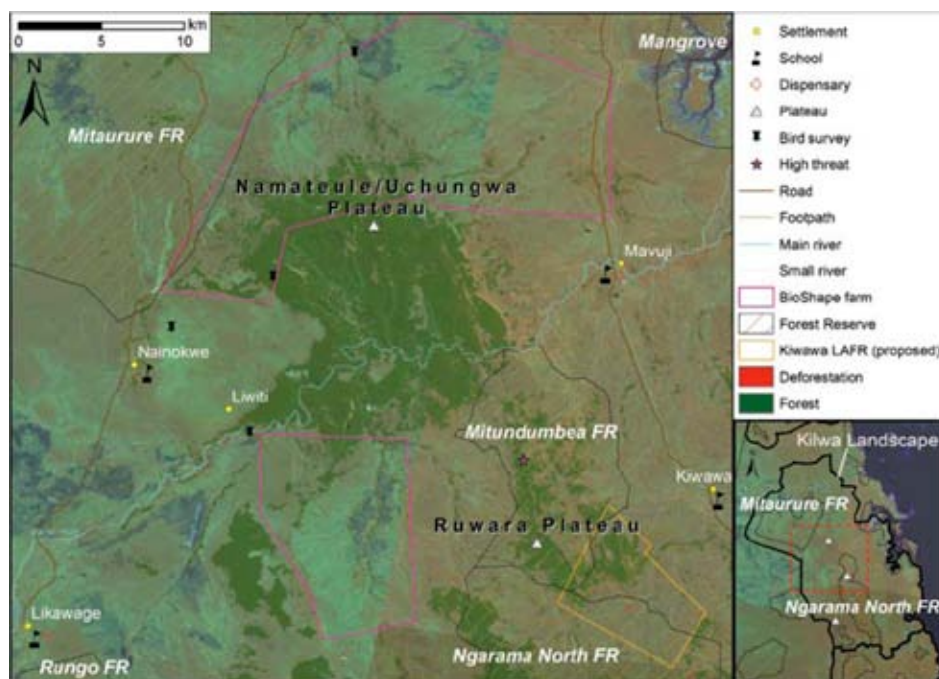 km
0 5 10
N
Mangrove
Mitaurure FR
Namateule/Uchungwa
Plateau
Mavuji
Nainokwe
Liwiti
Mitundumbea FR
Kiwawa
Ruwara Plateau
Likawage
Rungo FR
Ngarama North FR
Settlement
School
Dispensary
Plateau
Bird survey
High threat
Road
Footpath
Main river
Small river
BioShape farm
Forest Reserve
Kiwawa LAFR (proposed)
Deforestation
Forest
Kilwa Landscape
N
Mitaurure FR
Ngarama North FR